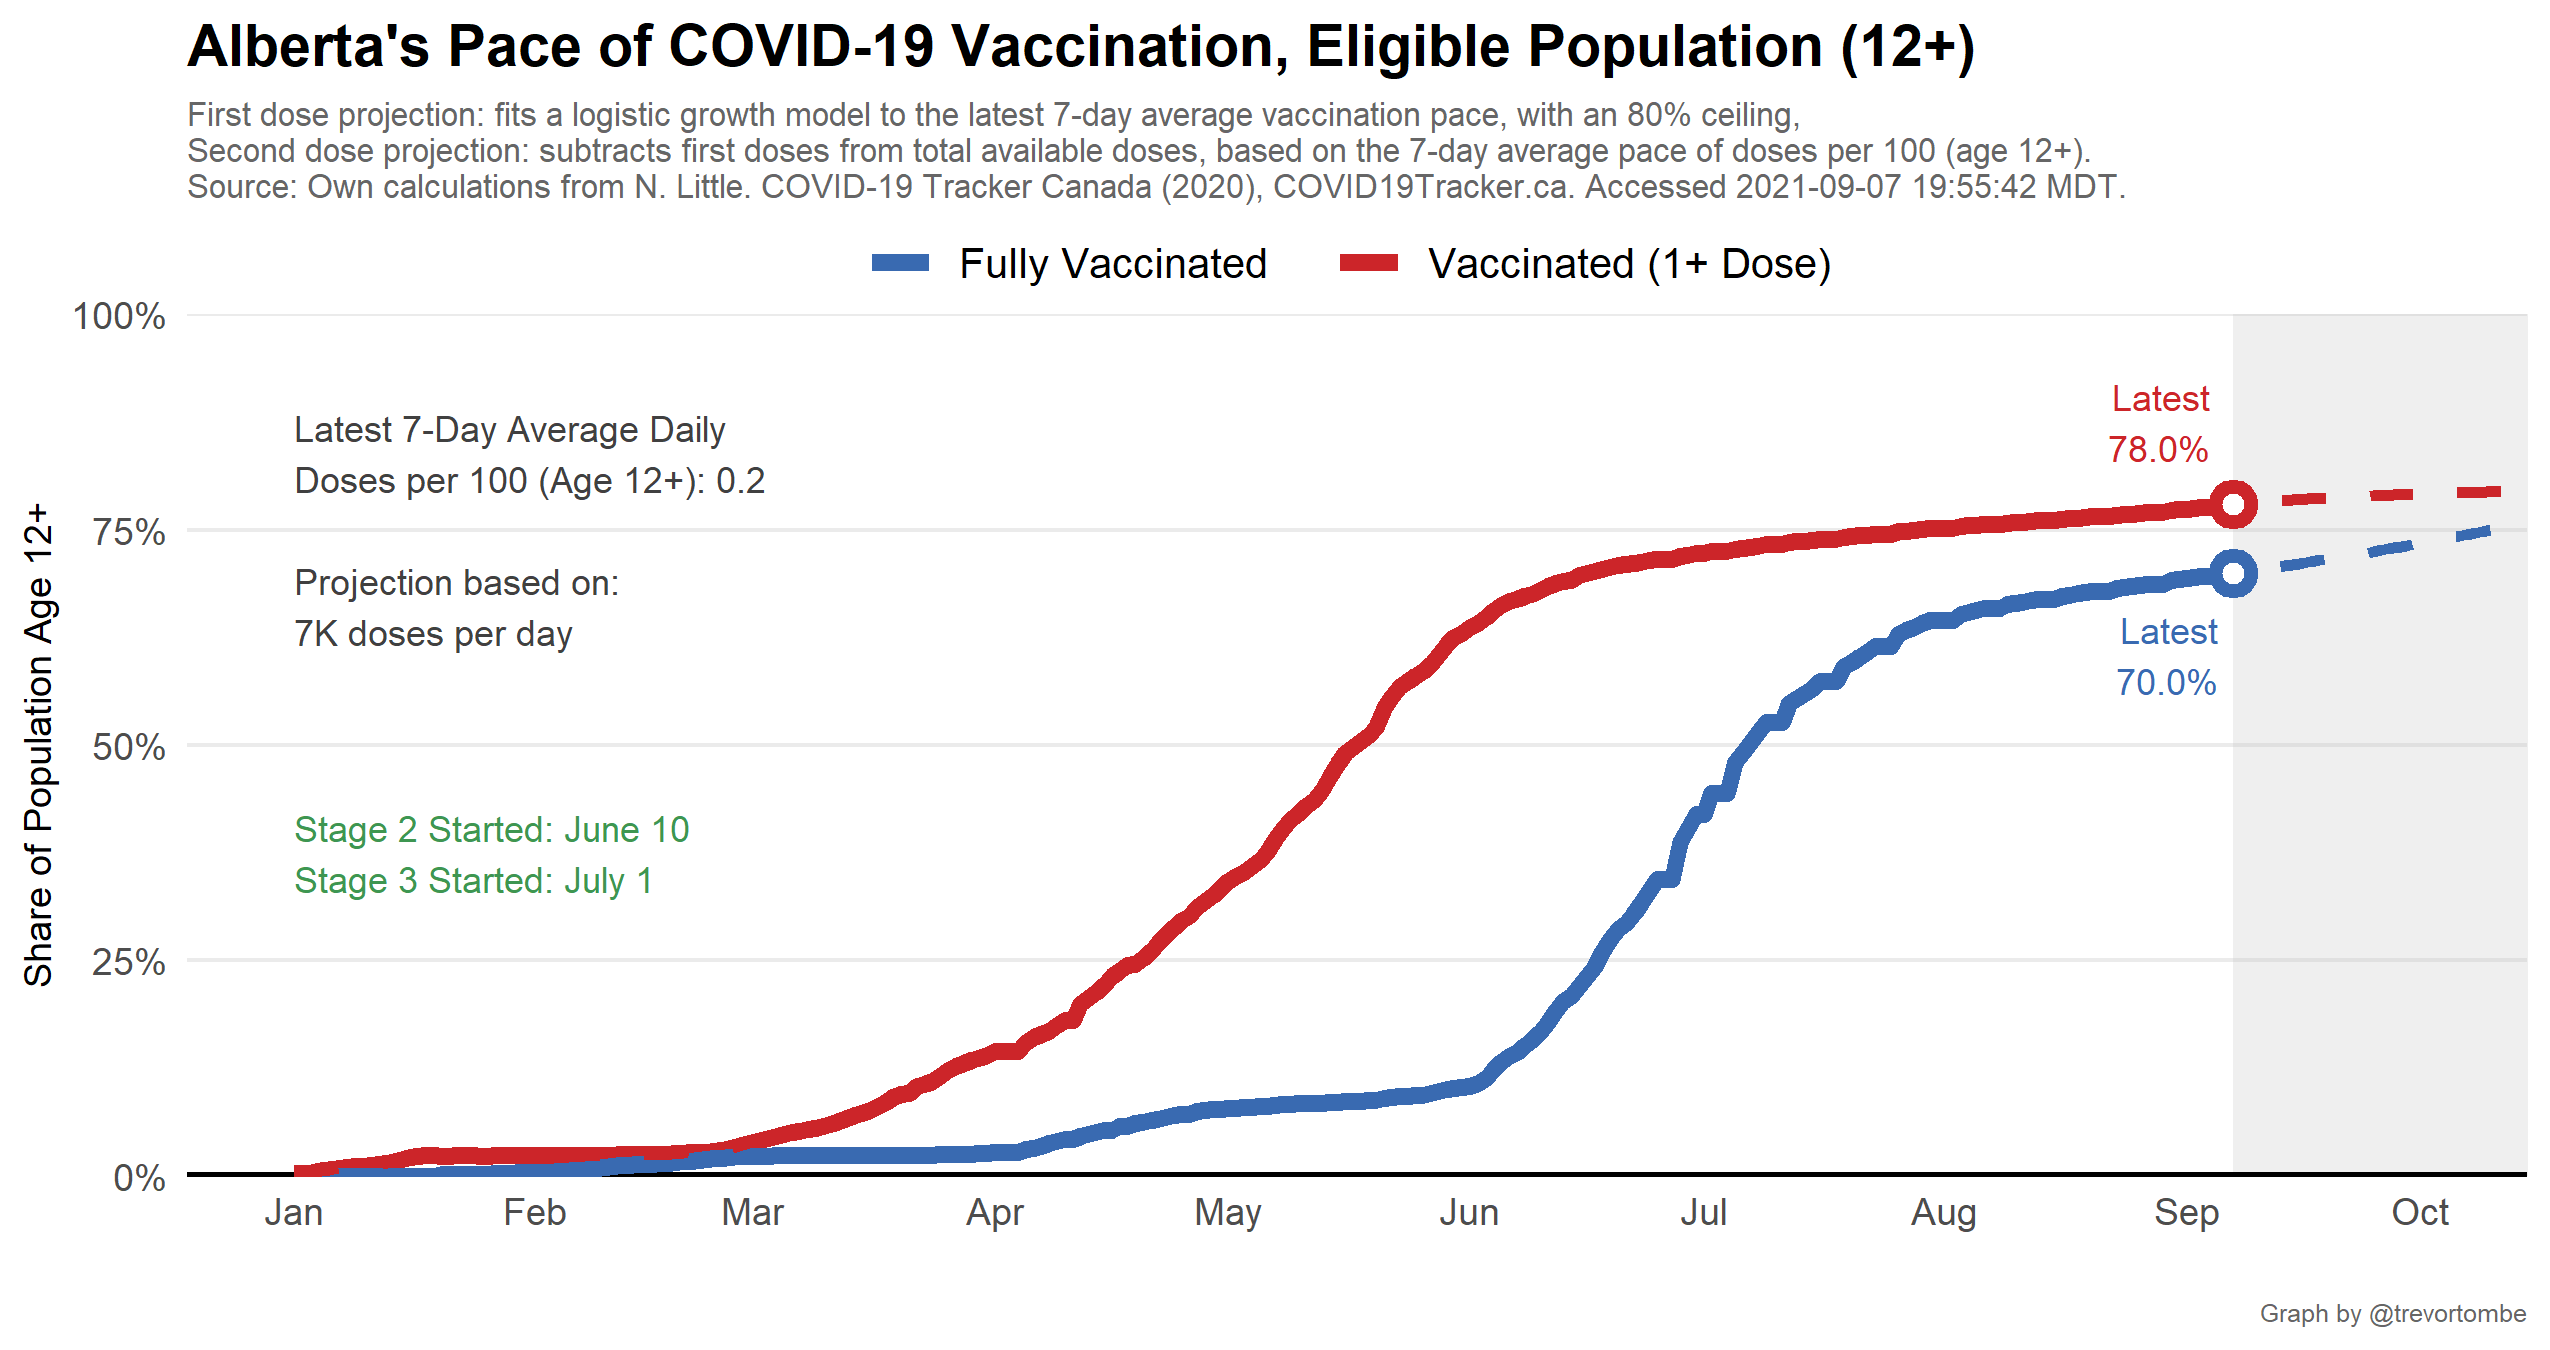 Alberta's Pace of COVID-19 Vaccination, Eligible Population (12+)
First dose projection: fits a logistic growth model to the latest 7-day average vaccination pace, with an 80% ceiling,
Second dose projection: subtracts first doses from total available doses, based on the 7-day average pace of doses per 100 (age 12+).
Source: Own calculations from N. Little. COVID-19 Tracker Canada (2020), COVID19Tracker.ca. Accessed 2021-09-07 19:55:42 MDT.
Fully Vaccinated
Vaccinated (1+ Dose)
Share of Population Age 12+
100%
75%
50%
25%
0%
Latest 7-Day Average Daily
Doses per 100 (Age 12+): 0.2
Projection based on:
7K doses per day
Stage 2 Started: June 10
Stage 3 Started: July 1
Latest
78.0%
Latest
70.0%
Jan
Feb
Mar
Apr
May
Jun
Jul
Aug
Sep
Oct
Graph by @trevortombe